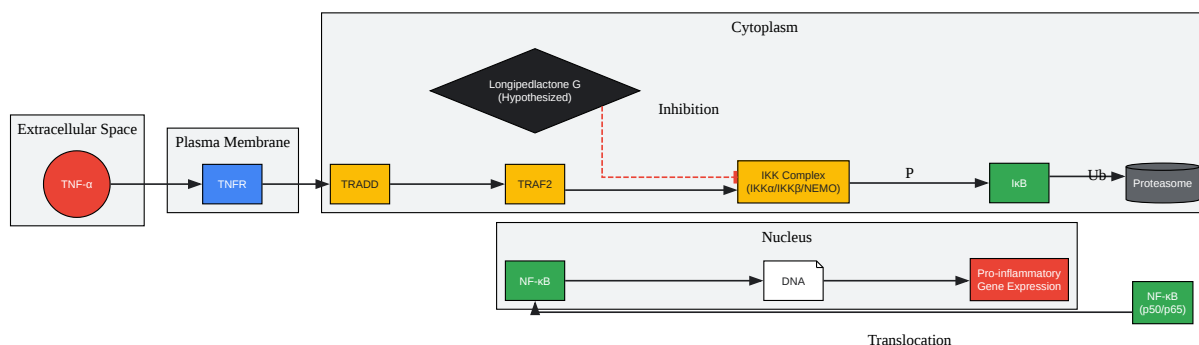 Cytoplasm
Longipedlactone G
(Hypothesized)
Inhibition
Extracellular Space
Plasma Membrane
TNF-α
TNFR
TRADD
TRAF2
IKK Complex
(IKKα/IKKβ/NEMO)
P
IκB
Ub
Proteasome
Nucleus
NF-κB
DNA
Pro-inflammatory
Gene Expression
NF-κB
(p50/p65)
Translocation